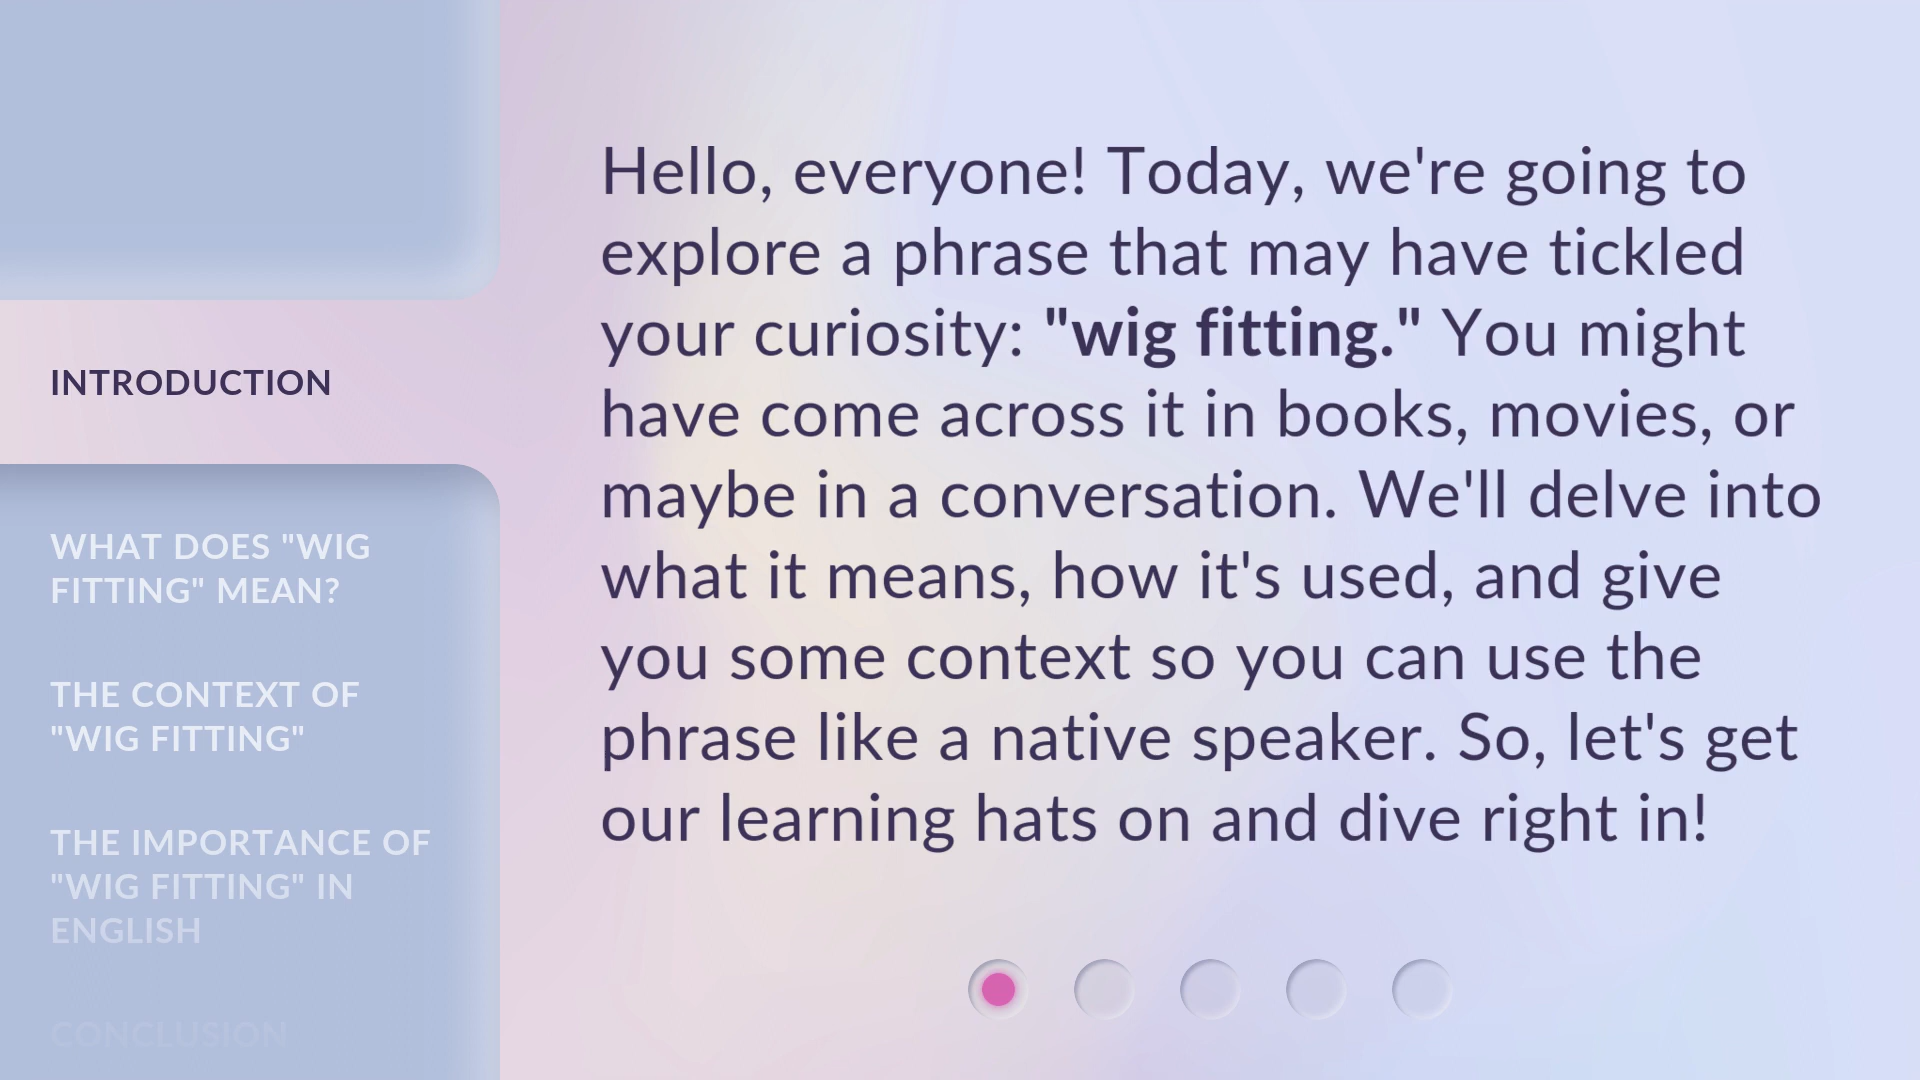 INTRODUCTION
WHAT DOES "WIG
FITTING" MEAN?
THE CONTEXT OF
"WIG FITTING"
THE IMPORTANCE OF
"WIG FITTING" IN
ENGLISH
CONCLUSION
Hello, everyone! Today, we're going to
explore a phrase that may have tickled
your curiosity: "wig fitting." You might
have come across it in books, movies, or
maybe in a conversation. We'll delve into
what it means, how it's used, and give
you some context so you can use the
phrase like a native speaker. So, let's get
our learning hats on and dive right in!